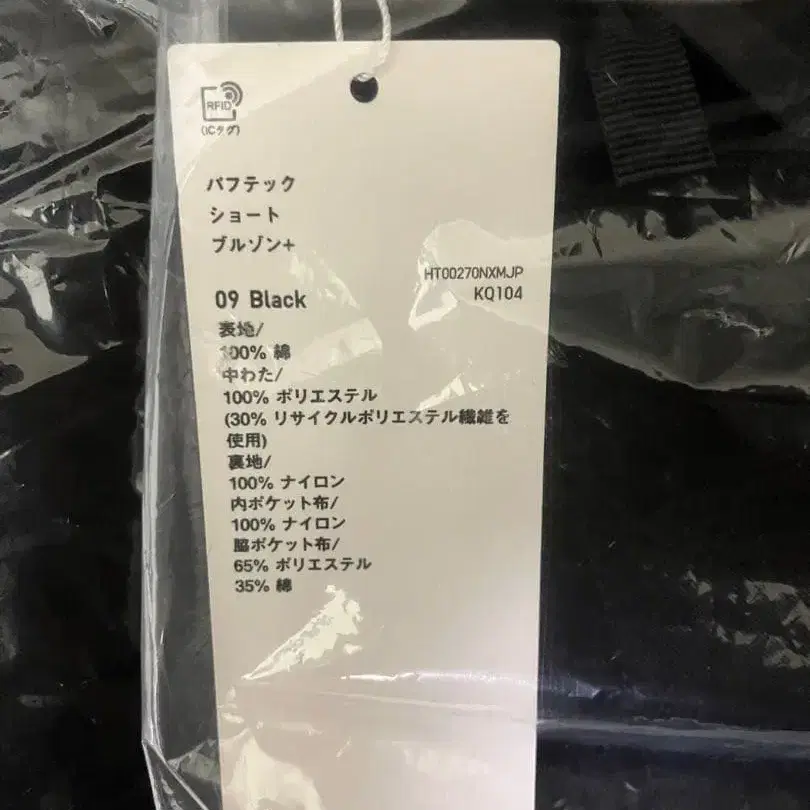 RFID
(ICタグ)
パフテック
ショート
ブルゾン+
HT00270NXMJP
KQ104
09 Black
表地/
100% 綿
中わた/
100% ポリエステル
(30% リサイクルポリエステル繊維を
使用)
裏地/
100% ナイロン
内ポケット布/
100% ナイロン
脇ポケット布/
65% ポリエステル
35% 綿